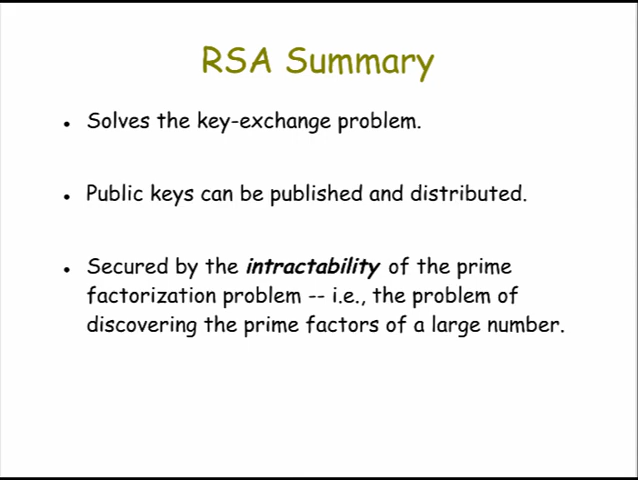 RSA Summary
• Solves the key-exchange problem.
• Public keys can be published and distributed.
• Secured by the intractability of the prime
factorization problem -- i.e., the problem of
discovering the prime factors of a large number.